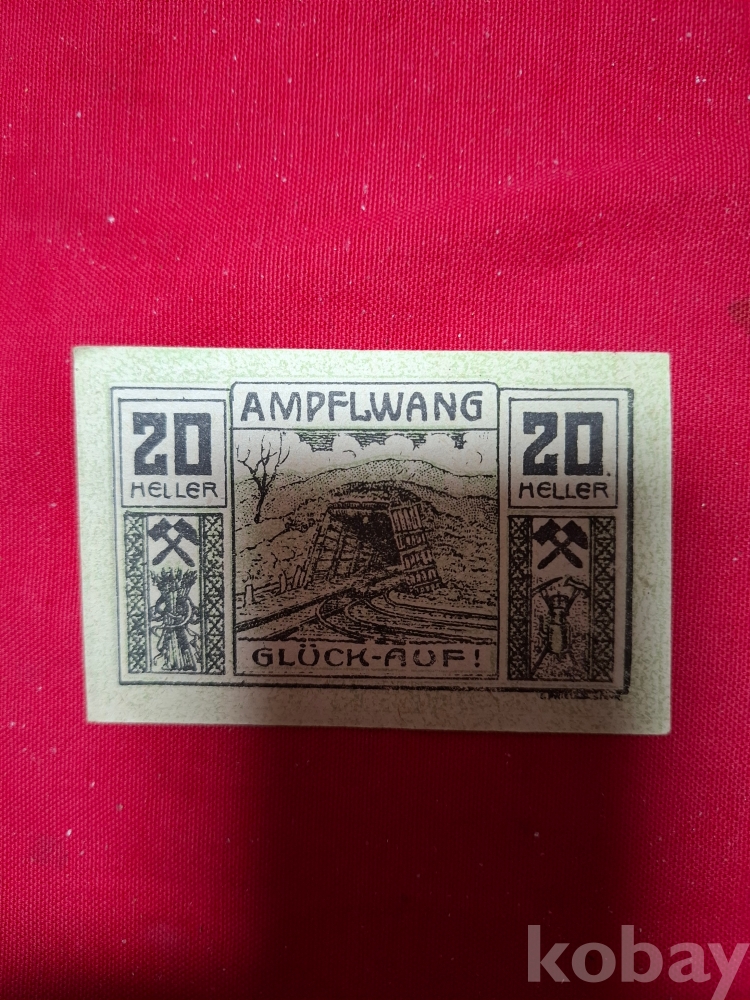 AMPFLWANG
20
HELLER
20.
HELLER
GLÜCK-AUF!
kobay